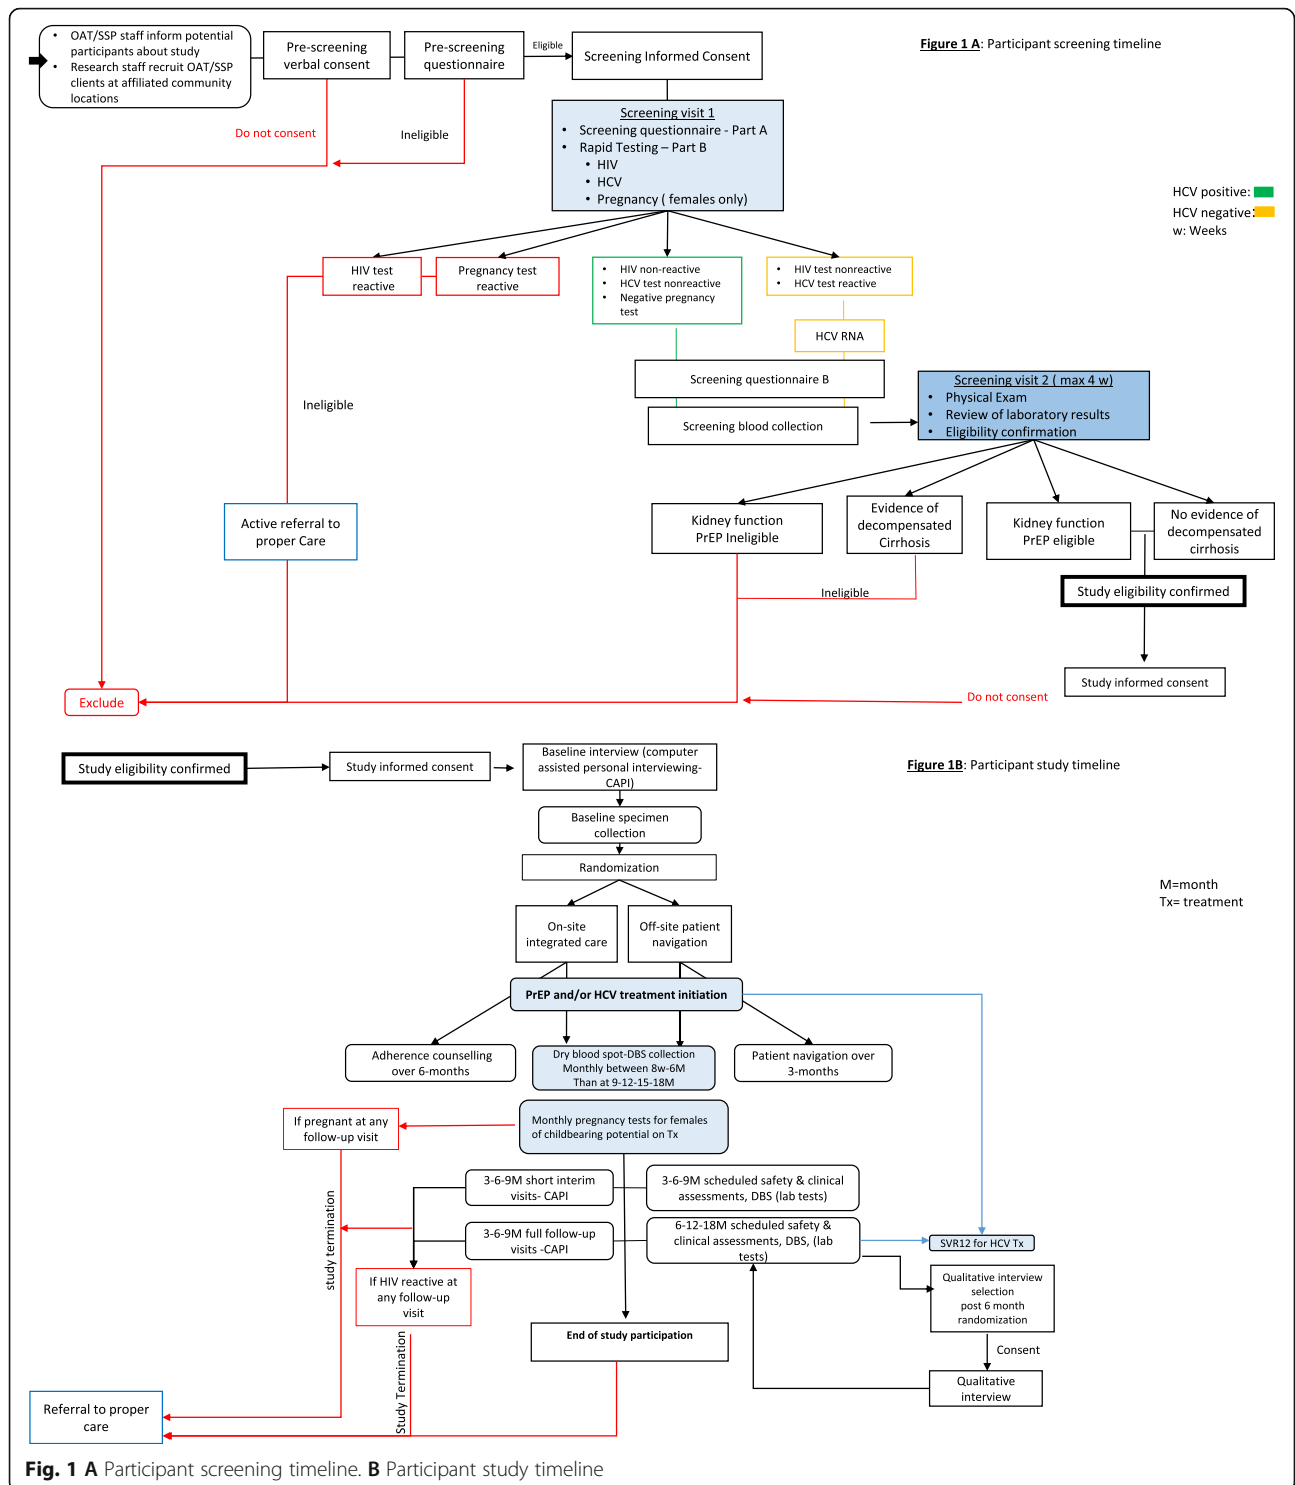 • OAT/SSP staff inform potential
participants about study
• Research staff recruit OAT/SSP
clients at affiliated community
locations
Pre-screening
verbal consent
Pre-screening
questionnaire
Eligible
Screening Informed Consent
Figure 1 A: Participant screening timeline
Do not consent
Ineligible
Screening visit 1
• Screening questionnaire - Part A
• Rapid Testing – Part B
• HIV
• HCV
• Pregnancy ( females only)
HCV positive:
HCV negative:
w: Weeks
HIV test
reactive
Pregnancy test
reactive
• HIV non-reactive
• HCV test nonreactive
• Negative pregnancy
test
• HIV test nonreactive
• HCV test reactive
HCV RNA
Screening questionnaire B
Screening blood collection
Screening visit 2 ( max 4 w)
• Physical Exam
• Review of laboratory results
• Eligibility confirmation
Ineligible
Active referral to
proper Care
Kidney function
PrEP Ineligible
Evidence of
decompensated
Cirrhosis
Kidney function
PrEP eligible
No evidence of
decompensated
cirrhosis
Ineligible
Study eligibility confirmed
Study informed consent
Exclude
Do not consent
Study eligibility confirmed
Study informed consent
Baseline interview (computer
assisted personal interviewing-
CAPI)
Figure 1B: Participant study timeline
Baseline specimen
collection
Randomization
M=month
Tx= treatment
On-site
integrated care
Off-site patient
navigation
PrEP and/or HCV treatment initiation
Adherence counselling
over 6-months
Dry blood spot-DBS collection
Monthly between 8w-6M
Than at 9-12-15-18M
Patient navigation over
3-months
If pregnant at any
follow-up visit
Monthly pregnancy tests for females
of childbearing potential on Tx
3-6-9M short interim
visits- CAPI
3-6-9M scheduled safety & clinical
assessments, DBS (lab tests)
study termination
3-6-9M full follow-up
visits -CAPI
6-12-18M scheduled safety &
clinical assessments, DBS, (lab
tests)
SVR12 for HCV Tx
If HIV reactive at
any follow-up
visit
Qualitative interview
selection
post 6 month
randomization
End of study participation
Consent
Study Termination
Qualitative
interview
Referral to proper
care
Fig. 1 A Participant screening timeline. B Participant study timeline